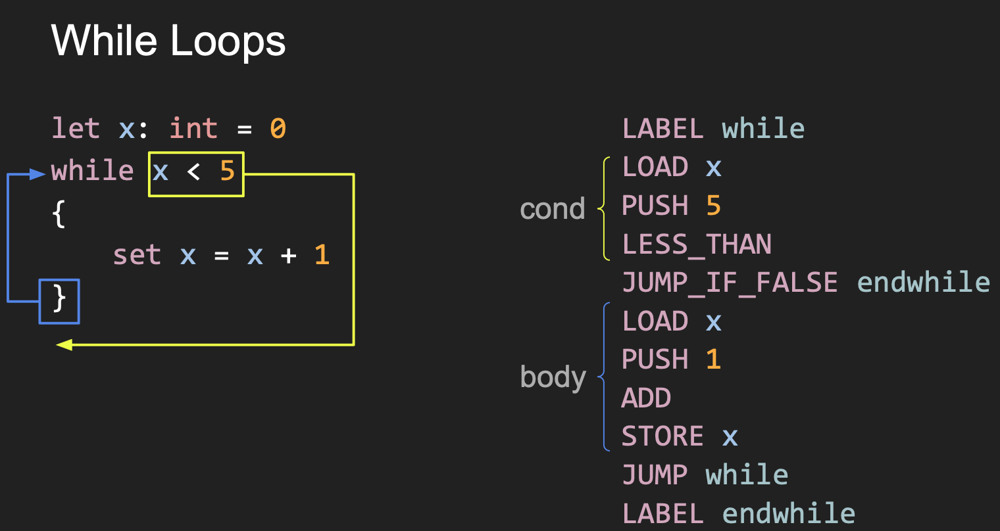 While Loops
let x: int = 0
while x < 5
{
set x = x + 1
}
LABEL while
cond
LOAD x
PUSH 5
LESS_THAN
JUMP_IF_FALSE endwhile
body
LOAD x
PUSH 1
ADD
STORE x
JUMP while
LABEL endwhile